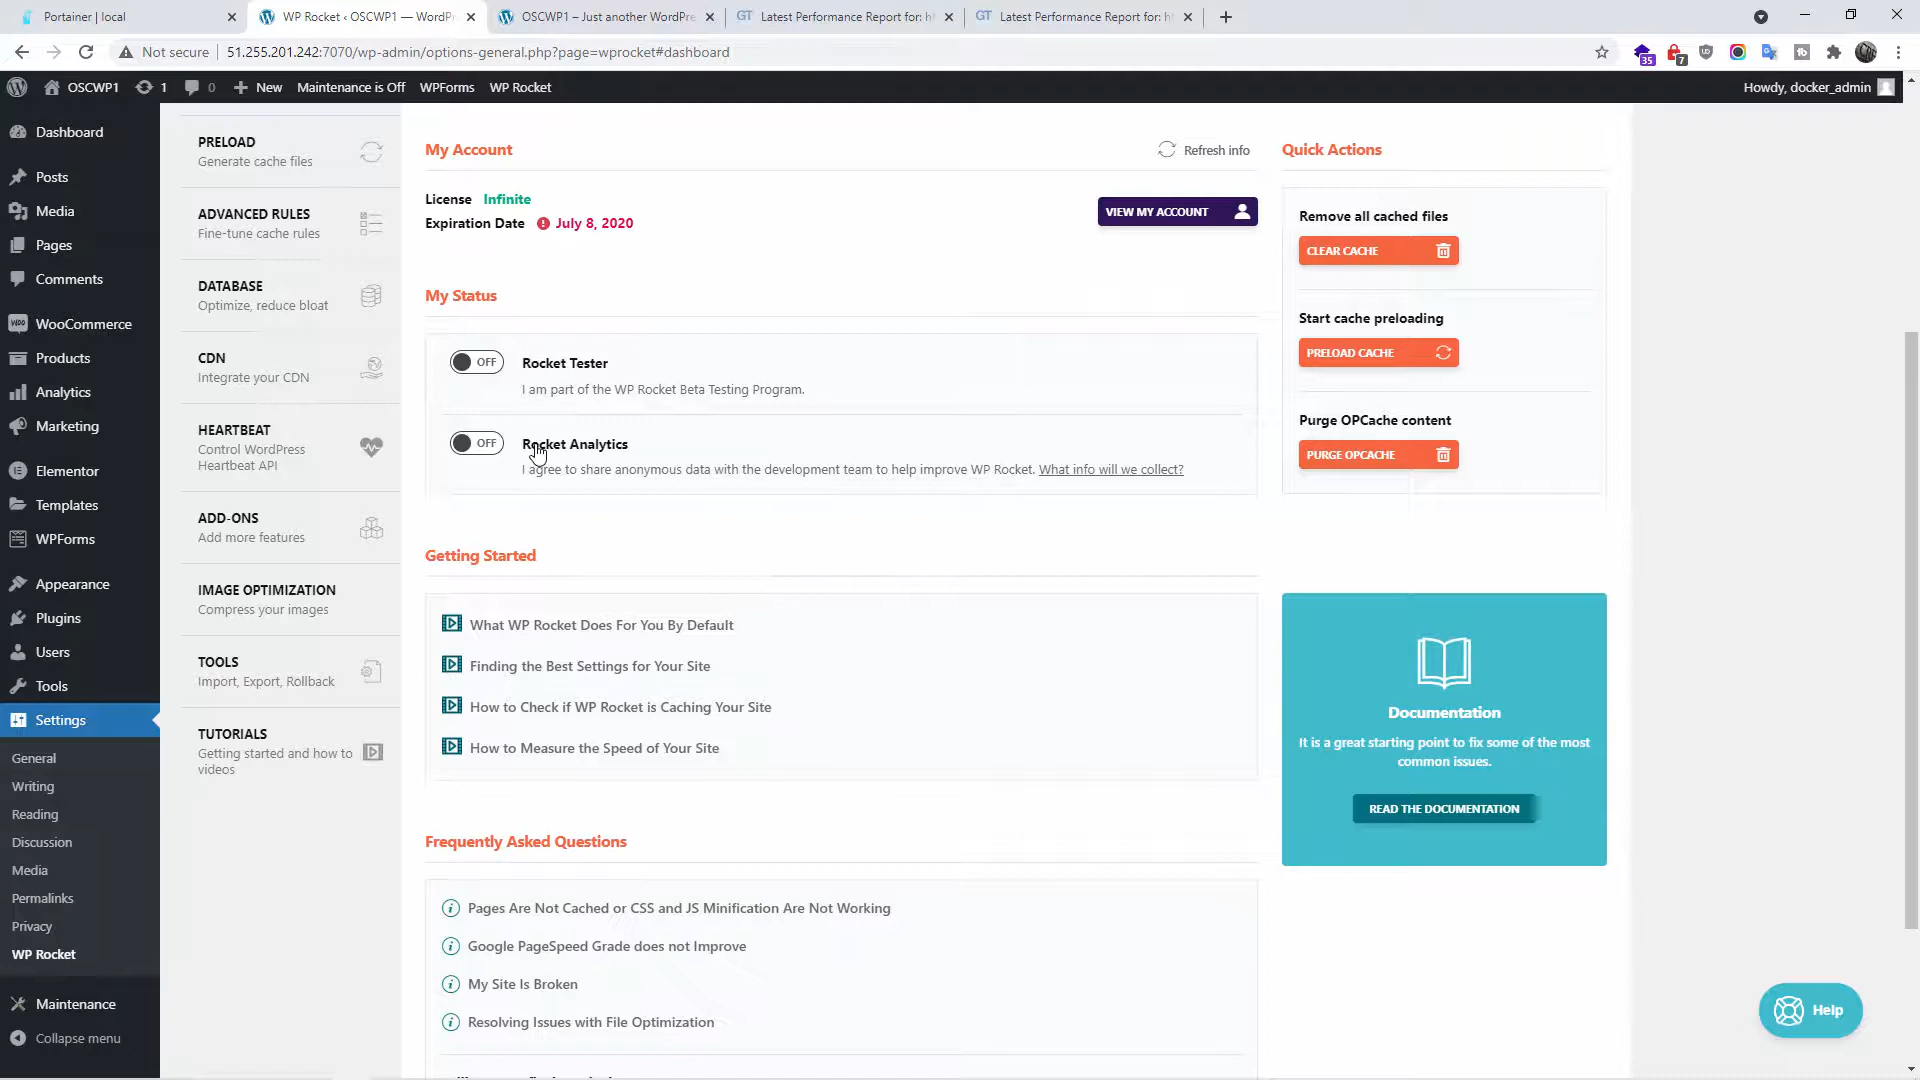 Portainer | local
WP Rocket ‹ OSCWP1 — WordPr
OSCWP1 – Just another WordPre
Latest Performance Report for: h
Latest Performance Report for: h
Not secure
51.255.201.242:7070/wp-admin/options-general.php?page=wprocket#dashboard
35
7
OSCWP1
1
0
New
Maintenance is Off
WPForms
WP Rocket
Howdy, docker_admin
Dashboard
Posts
Media
Pages
Comments
WooCommerce
Products
Analytics
Marketing
Elementor
Templates
WPForms
Appearance
Plugins
Users
Tools
Settings
General
Writing
Reading
Discussion
Media
Permalinks
Privacy
WP Rocket
Maintenance
Collapse menu
PRELOAD
Generate cache files
ADVANCED RULES
Fine-tune cache rules
DATABASE
Optimize, reduce bloat
CDN
Integrate your CDN
HEARTBEAT
Control WordPress
Heartbeat API
ADD-ONS
Add more features
IMAGE OPTIMIZATION
Compress your images
TOOLS
Import, Export, Rollback
TUTORIALS
Getting started and how to
videos
My Account
Refresh info
License Infinite
Expiration Date July 8, 2020
VIEW MY ACCOUNT
My Status
OFF
Rocket Tester
I am part of the WP Rocket Beta Testing Program.
OFF
Rocket Analytics
I agree to share anonymous data with the development team to help improve WP Rocket. What info will we collect?
Getting Started
What WP Rocket Does For You By Default
Finding the Best Settings for Your Site
How to Check if WP Rocket is Caching Your Site
How to Measure the Speed of Your Site
Frequently Asked Questions
Pages Are Not Cached or CSS and JS Minification Are Not Working
Google PageSpeed Grade does not Improve
My Site Is Broken
Resolving Issues with File Optimization
Quick Actions
Remove all cached files
CLEAR CACHE
Start cache preloading
PRELOAD CACHE
Purge OPCache content
PURGE OPCACHE
Documentation
It is a great starting point to fix some of the most
common issues.
READ THE DOCUMENTATION
Help